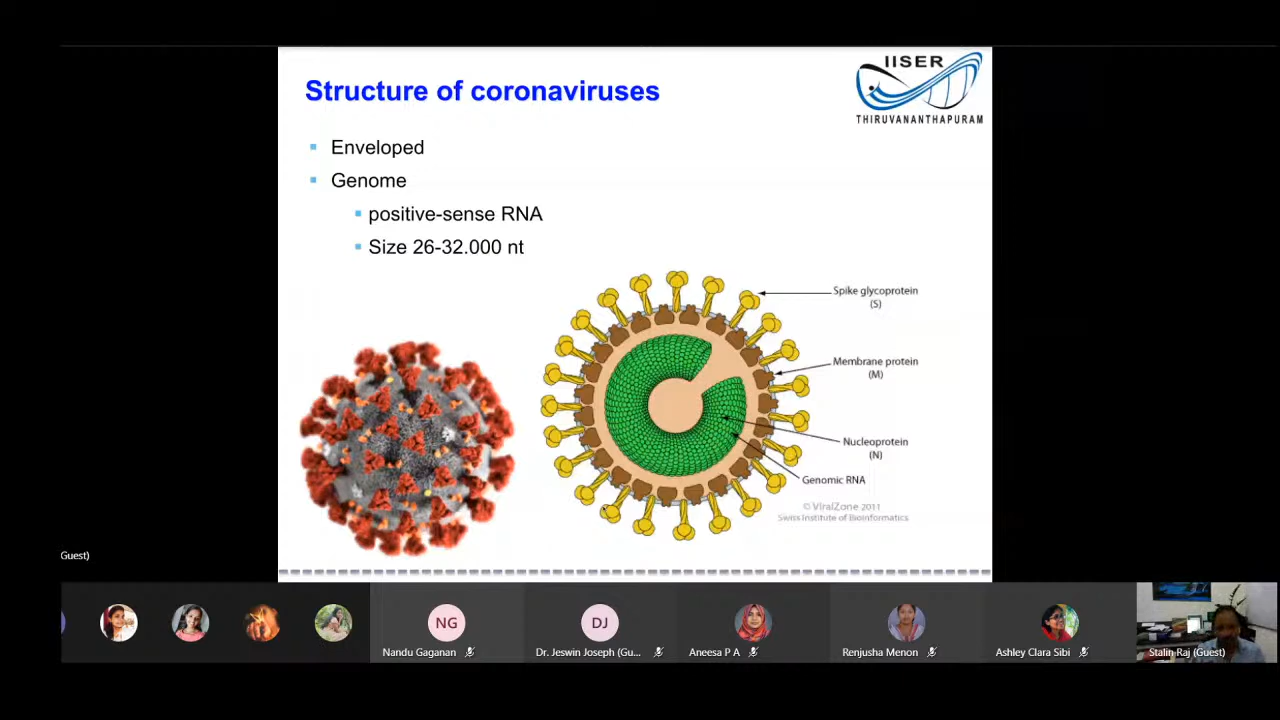 Structure of coronaviruses
IISER
THIRUVANANTHAPURAM
Enveloped
Genome
positive-sense RNA
Size 26-32.000 nt
Spike glycoprotein
(S)
Membrane protein
(M)
Nucleoprotein
(N)
Genomic RNA
© ViralZone 2011
Swiss Institute of Bioinformatics
Guest)
NG
DJ
Nandu Gaganan
Dr. Jeswin Joseph (Gu...
Aneesa P A
Renjusha Menon
Ashley Clara Sibi
Stalin Raj (Guest)